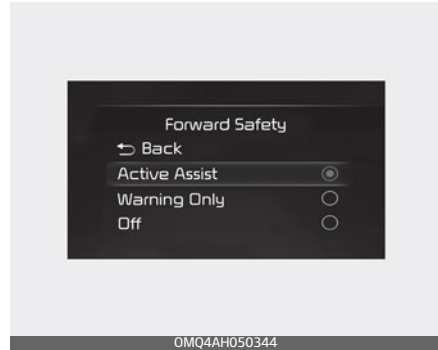 Forward Safety
Back
Active Assist
Warning Only
Off
OMQ4AH050344